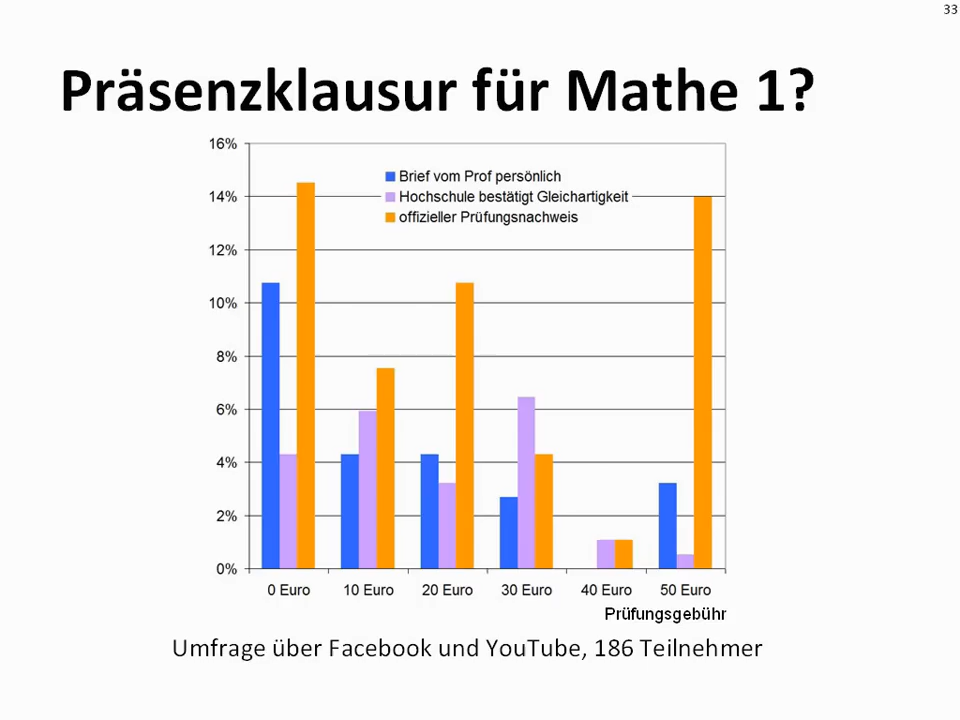 33
Präsenzklausur für Mathe 1?
16%
Brief vom Prof persönlich
14%
Hochschule bestätigt Gleichartigkeit
offizieller Prüfungsnachweis
12%
10%
8%
6%
4%
2%
0%
0 Euro 10 Euro 20 Euro 30 Euro 40 Euro 50 Euro
Prüfungsgebühr
Umfrage über Facebook und YouTube, 186 Teilnehmer